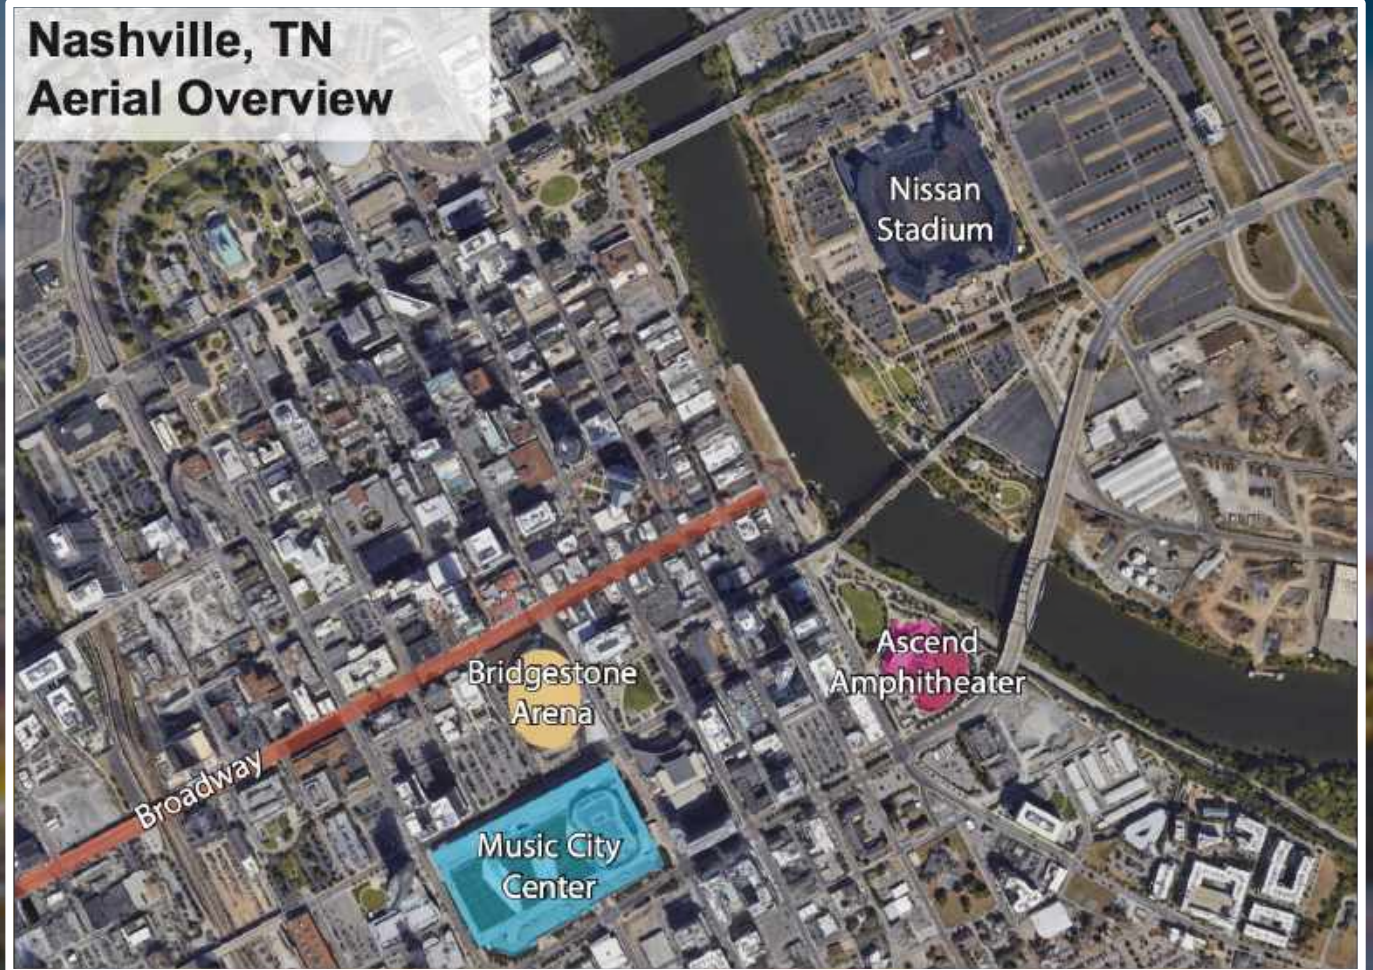 Nashville, TN
Aerial Overview
Nissan
Stadium
Ascend
Amphitheater
Bridgestone
Arena
Broadway
Music City
Center